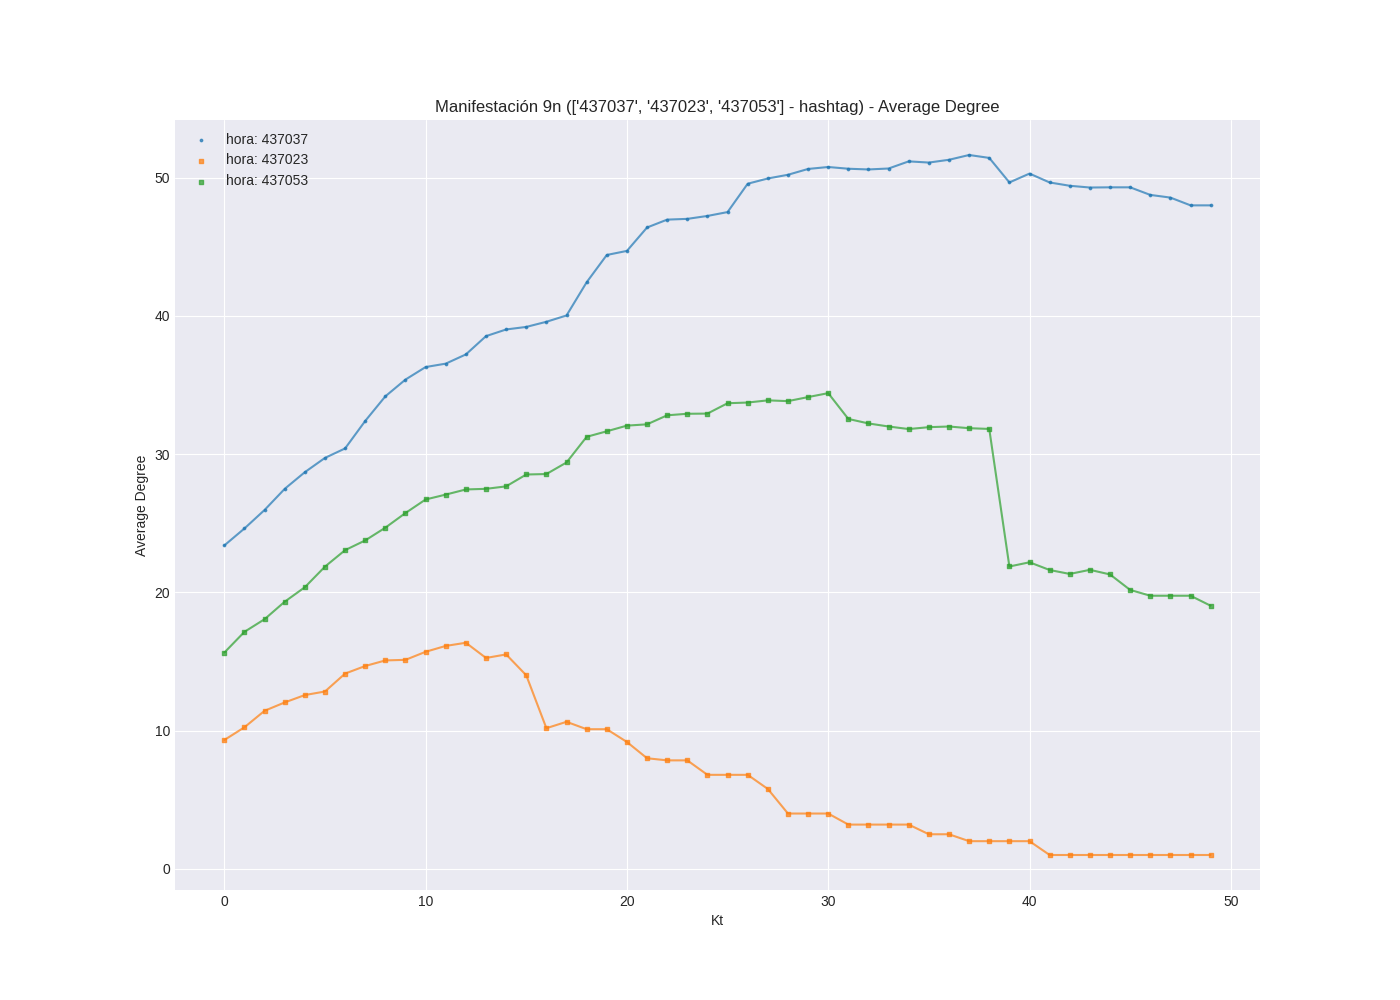 Manifestación 9n (['437037', '437023', '437053'] - hashtag) - Average Degree
hora: 437037
hora: 437023
hora: 437053
Average Degree
50
40
30
20
10
0
0 10 20 30 40 50
Kt